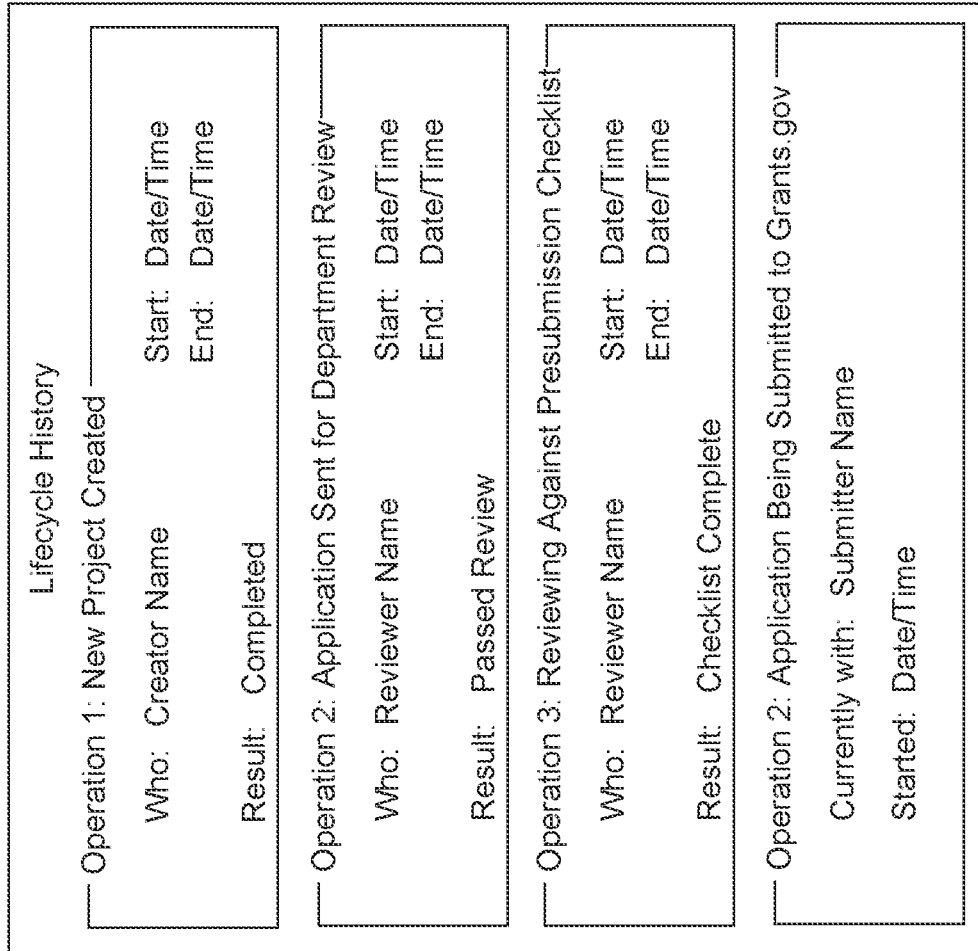 Lifecycle History
Operation 1: New Project Created
Who: Creator Name Start: Date/Time
End: Date/Time
Result: Completed
Operation 2: Application Sent for Department Review
Who: Reviewer Name Start: Date/Time
End: Date/Time
Result: Passed Review
Operation 3: Reviewing Against Presubmission Checklist
Who: Reviewer Name Start: Date/Time
End: Date/Time
Result: Checklist Complete
Operation 2: Application Being Submitted to Grants.gov
Currently with: Submitter Name
Started: Date/Time